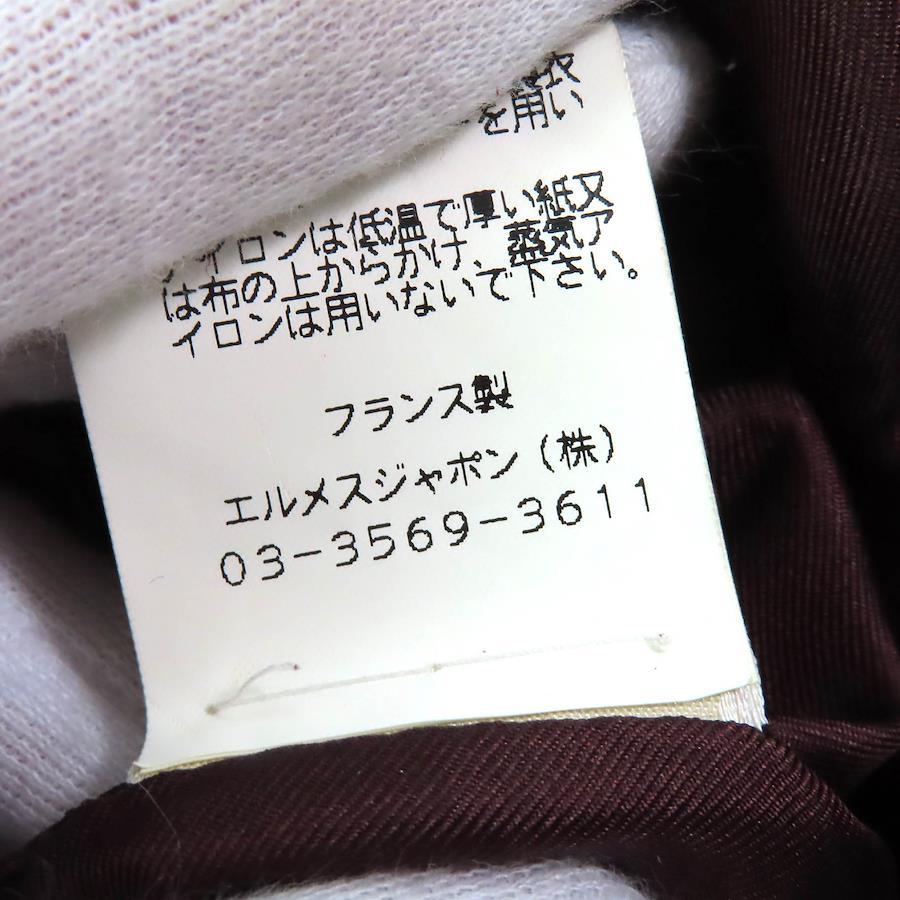 衣
を用い
アイロンは低温で厚い紙又
は布の上からかけ、蒸気ア
イロンは用いないで下さい。
フランス製
エルメスジャポン(株)
03-3569-3611